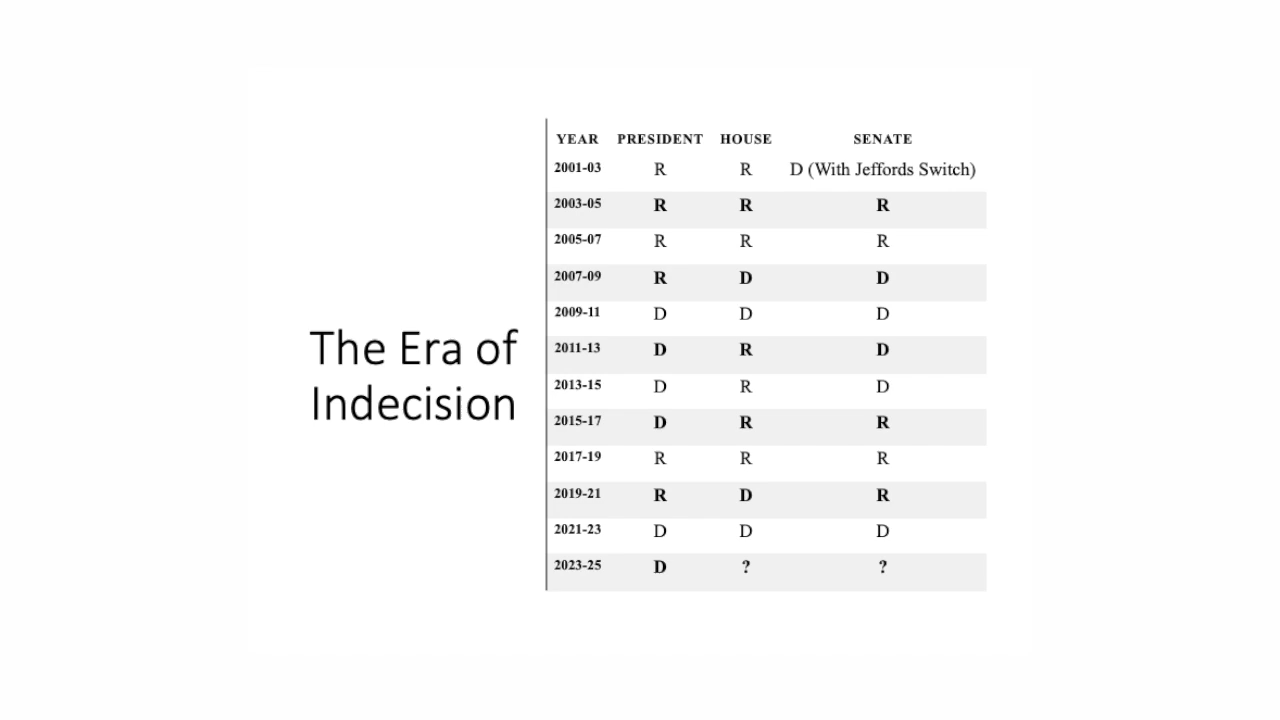 The Era of
Indecision
YEAR PRESIDENT HOUSE SENATE
2001-03 R R D (With Jeffords Switch)
2003-05 R R R
2005-07 R R R
2007-09 R D D
2009-11 D D D
2011-13 D R D
2013-15 D R D
2015-17 D R R
2017-19 R R R
2019-21 R D R
2021-23 D D D
2023-25 D ? ?